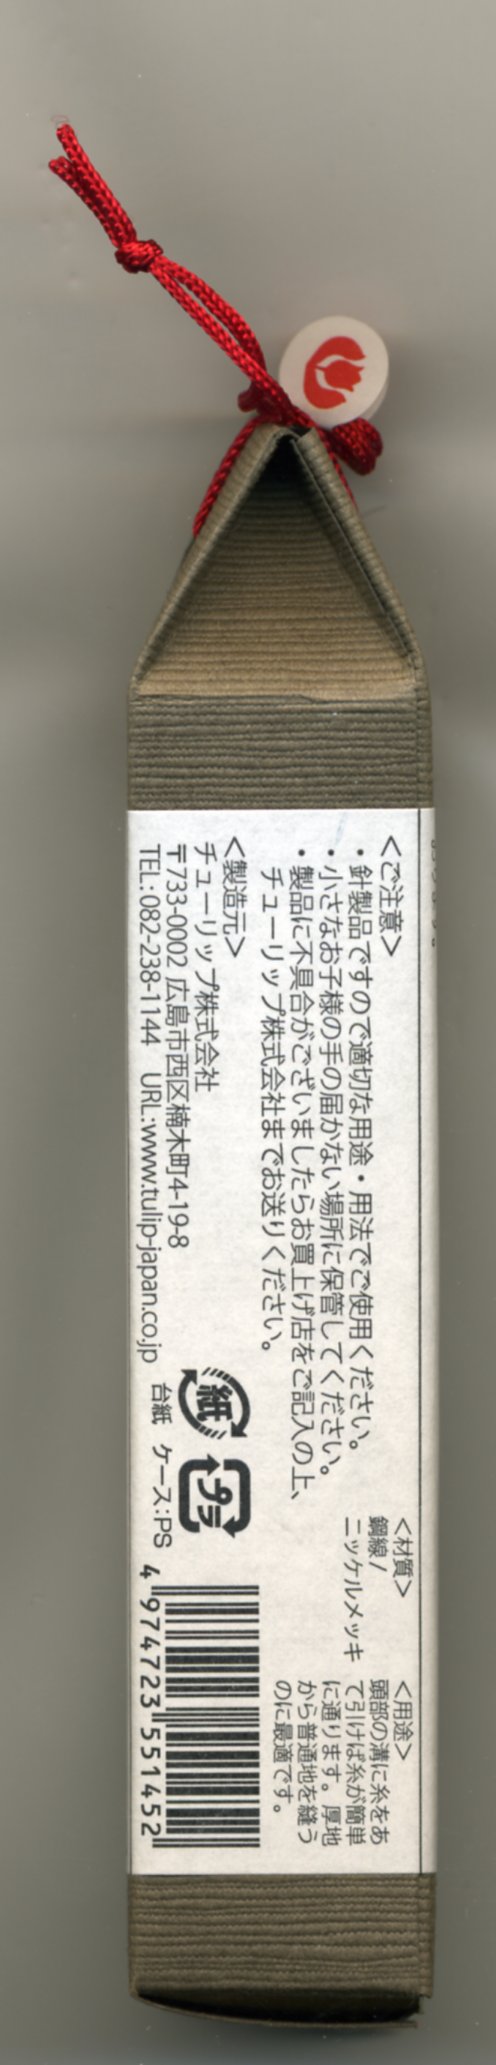 <ご注意>
・針製品ですので適切な用途・用法でご使用ください。
・小さなお子様の手の届かない場所に保管してください。
・製品に不具合がございましたらお買上げ店をご記入の上、
チューリップ株式会社までお送りください。
<製造元>
チューリップ株式会社
〒733-0002 広島市西区楠木町4-19-8
TEL:082-238-1144 URL:www.tulip-japan.co.jp
紙
プラ
台紙 ケース:PS
<材質>
鋼線/
ニッケルメッキ
<用途>
頭部の溝に糸をあ
て引けば糸が簡単
に通ります。厚地
から普通地を縫う
のに最適です。
4 974723 551452